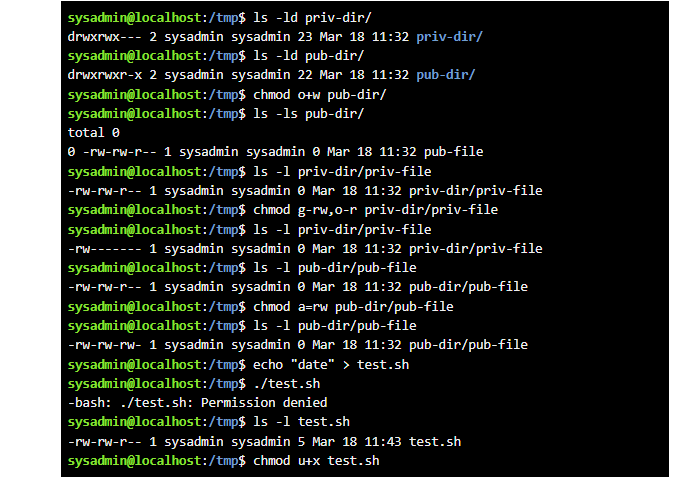 sysadmin@localhost:/tmp$ ls -ld priv-dir/
drwxrwx--- 2 sysadmin sysadmin 23 Mar 18 11:32 priv-dir/
sysadmin@localhost:/tmp$ ls -ld pub-dir/
drwxrwxr-x 2 sysadmin sysadmin 22 Mar 18 11:32 pub-dir/
sysadmin@localhost:/tmp$ chmod o+w pub-dir/
sysadmin@localhost:/tmp$ ls -ls pub-dir/
total 0
0 -rw-rw-r-- 1 sysadmin sysadmin 0 Mar 18 11:32 pub-file
sysadmin@localhost:/tmp$ ls -l priv-dir/priv-file
-rw-rw-r-- 1 sysadmin sysadmin 0 Mar 18 11:32 priv-dir/priv-file
sysadmin@localhost:/tmp$ chmod g-rw,o-r priv-dir/priv-file
sysadmin@localhost:/tmp$ ls -l priv-dir/priv-file
-rw------- 1 sysadmin sysadmin 0 Mar 18 11:32 priv-dir/priv-file
sysadmin@localhost:/tmp$ ls -l pub-dir/pub-file
-rw-rw-r-- 1 sysadmin sysadmin 0 Mar 18 11:32 pub-dir/pub-file
sysadmin@localhost:/tmp$ chmod a=rw pub-dir/pub-file
sysadmin@localhost:/tmp$ ls -l pub-dir/pub-file
-rw-rw-rw- 1 sysadmin sysadmin 0 Mar 18 11:32 pub-dir/pub-file
sysadmin@localhost:/tmp$ echo "date" > test.sh
sysadmin@localhost:/tmp$ ./test.sh
-bash: ./test.sh: Permission denied
sysadmin@localhost:/tmp$ ls -l test.sh
-rw-rw-r-- 1 sysadmin sysadmin 5 Mar 18 11:43 test.sh
sysadmin@localhost:/tmp$ chmod u+x test.sh